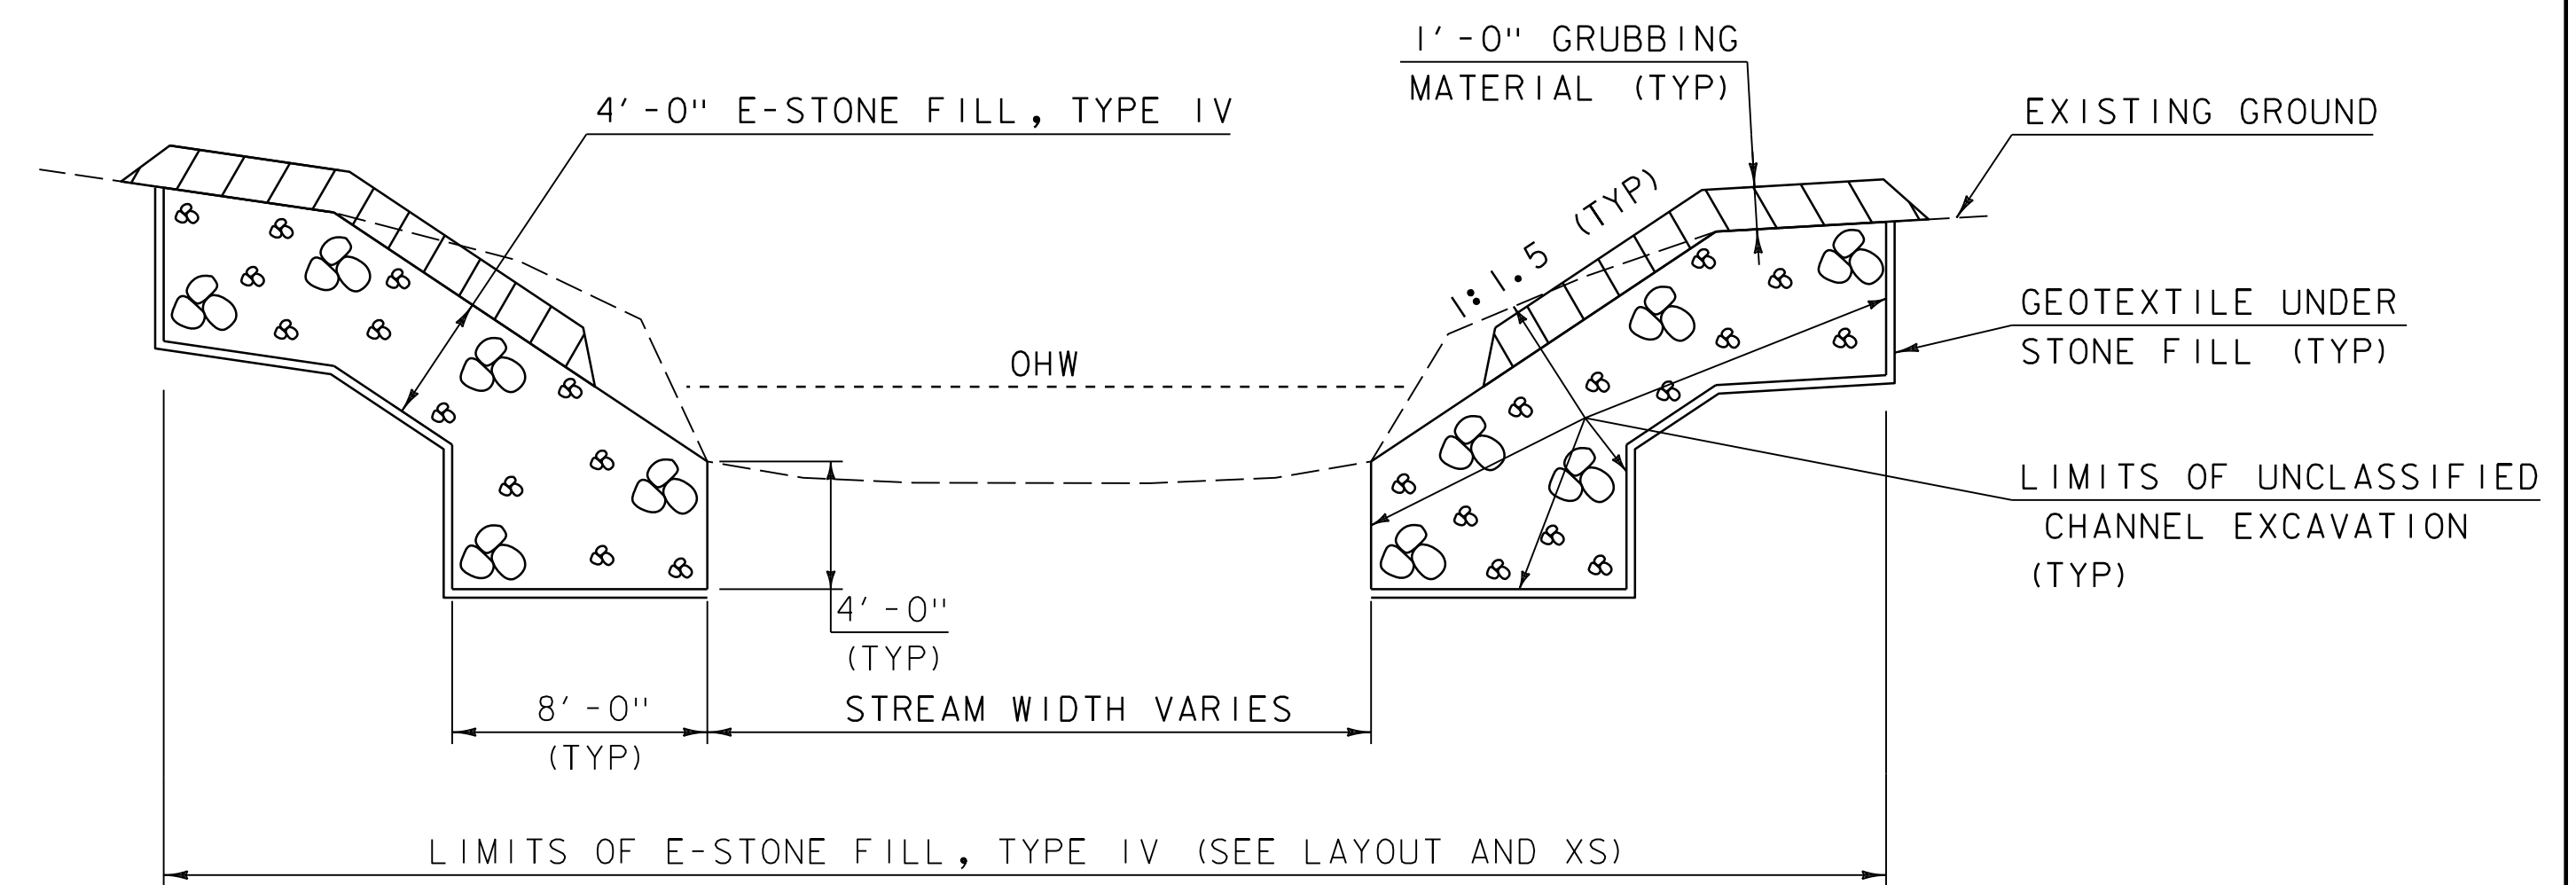 1'-0" GRUBBING
MATERIAL (TYP)
4'-0" E-STONE FILL, TYPE IV
EXISTING GROUND
1:1.5 (TYP)
GEOTEXTILE UNDER
STONE FILL (TYP)
OHW
LIMITS OF UNCLASSIFIED
CHANNEL EXCAVATION
(TYP)
4'-0"
(TYP)
8'-0"
(TYP)
STREAM WIDTH VARIES
LIMITS OF E-STONE FILL, TYPE IV (SEE LAYOUT AND XS)